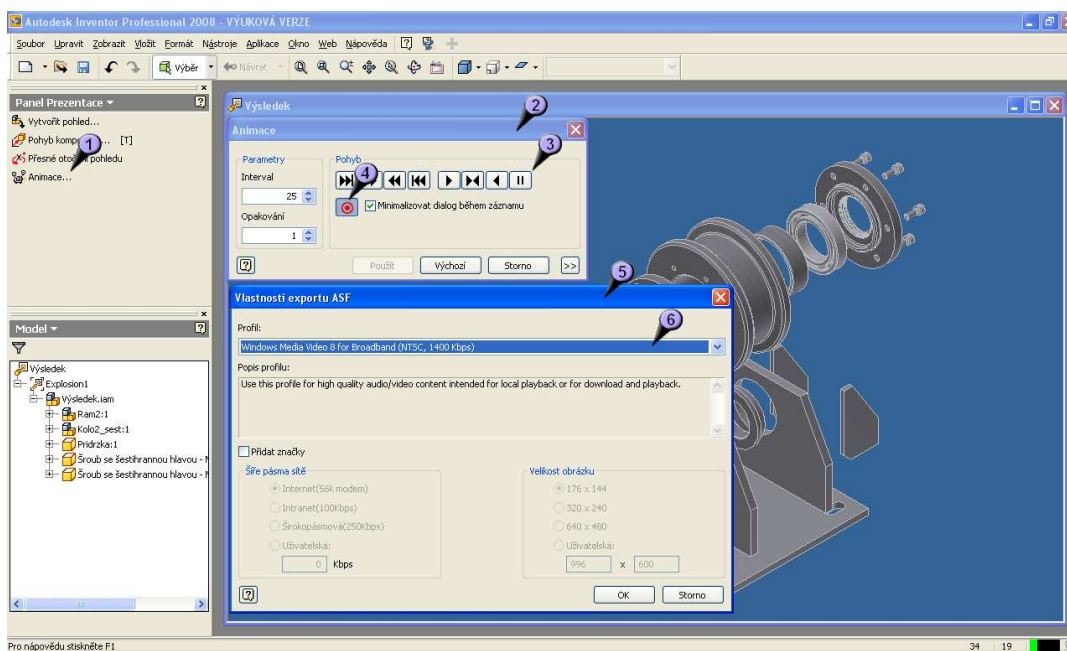 Autodesk Inventor Professional 2008 - VÝUKOVÁ VERZE
Soubor Upravit Zobrazit Vložit Formát Nástroje Aplikace Okno Web Nápověda
Výběr Návrat
Panel Prezentace
Vytvořit pohled...
Pohyb [T]
Přesné pohledu
Animace...
1
Model
Výsledek
Explosion1
Výsledek.iam
Ram2:1
Kolo2_sest:1
Pridrzka:1
Šroub se šestihrannou hlavou - M
Šroub se šestihrannou hlavou - M
Výsledek
2
Animace
3
Parametry
Interval
25
Opakování
1
Pohyb
4
Minimalizovat dialog během záznamu
Použít Výchozí Storno >>
5
Vlastnosti exportu ASF
6
Profil:
Windows Media Video 8 for Broadband (NTSC, 1400 Kbps)
Popis profilu:
Use this profile for high quality audio/video content intended for local playback or for download and playback.
Přidat značky
Šíře pásma sítě
Internet(56k modem)
Intranet(100Kbps)
Širokopásmová(250Kbps)
Uživatelská:
0 Kbps
Velikost obrázku
176 x 144
320 x 240
640 x 480
Uživatelská:
996 x 600
OK Storno
Pro nápovědu stiskněte F1
34 19